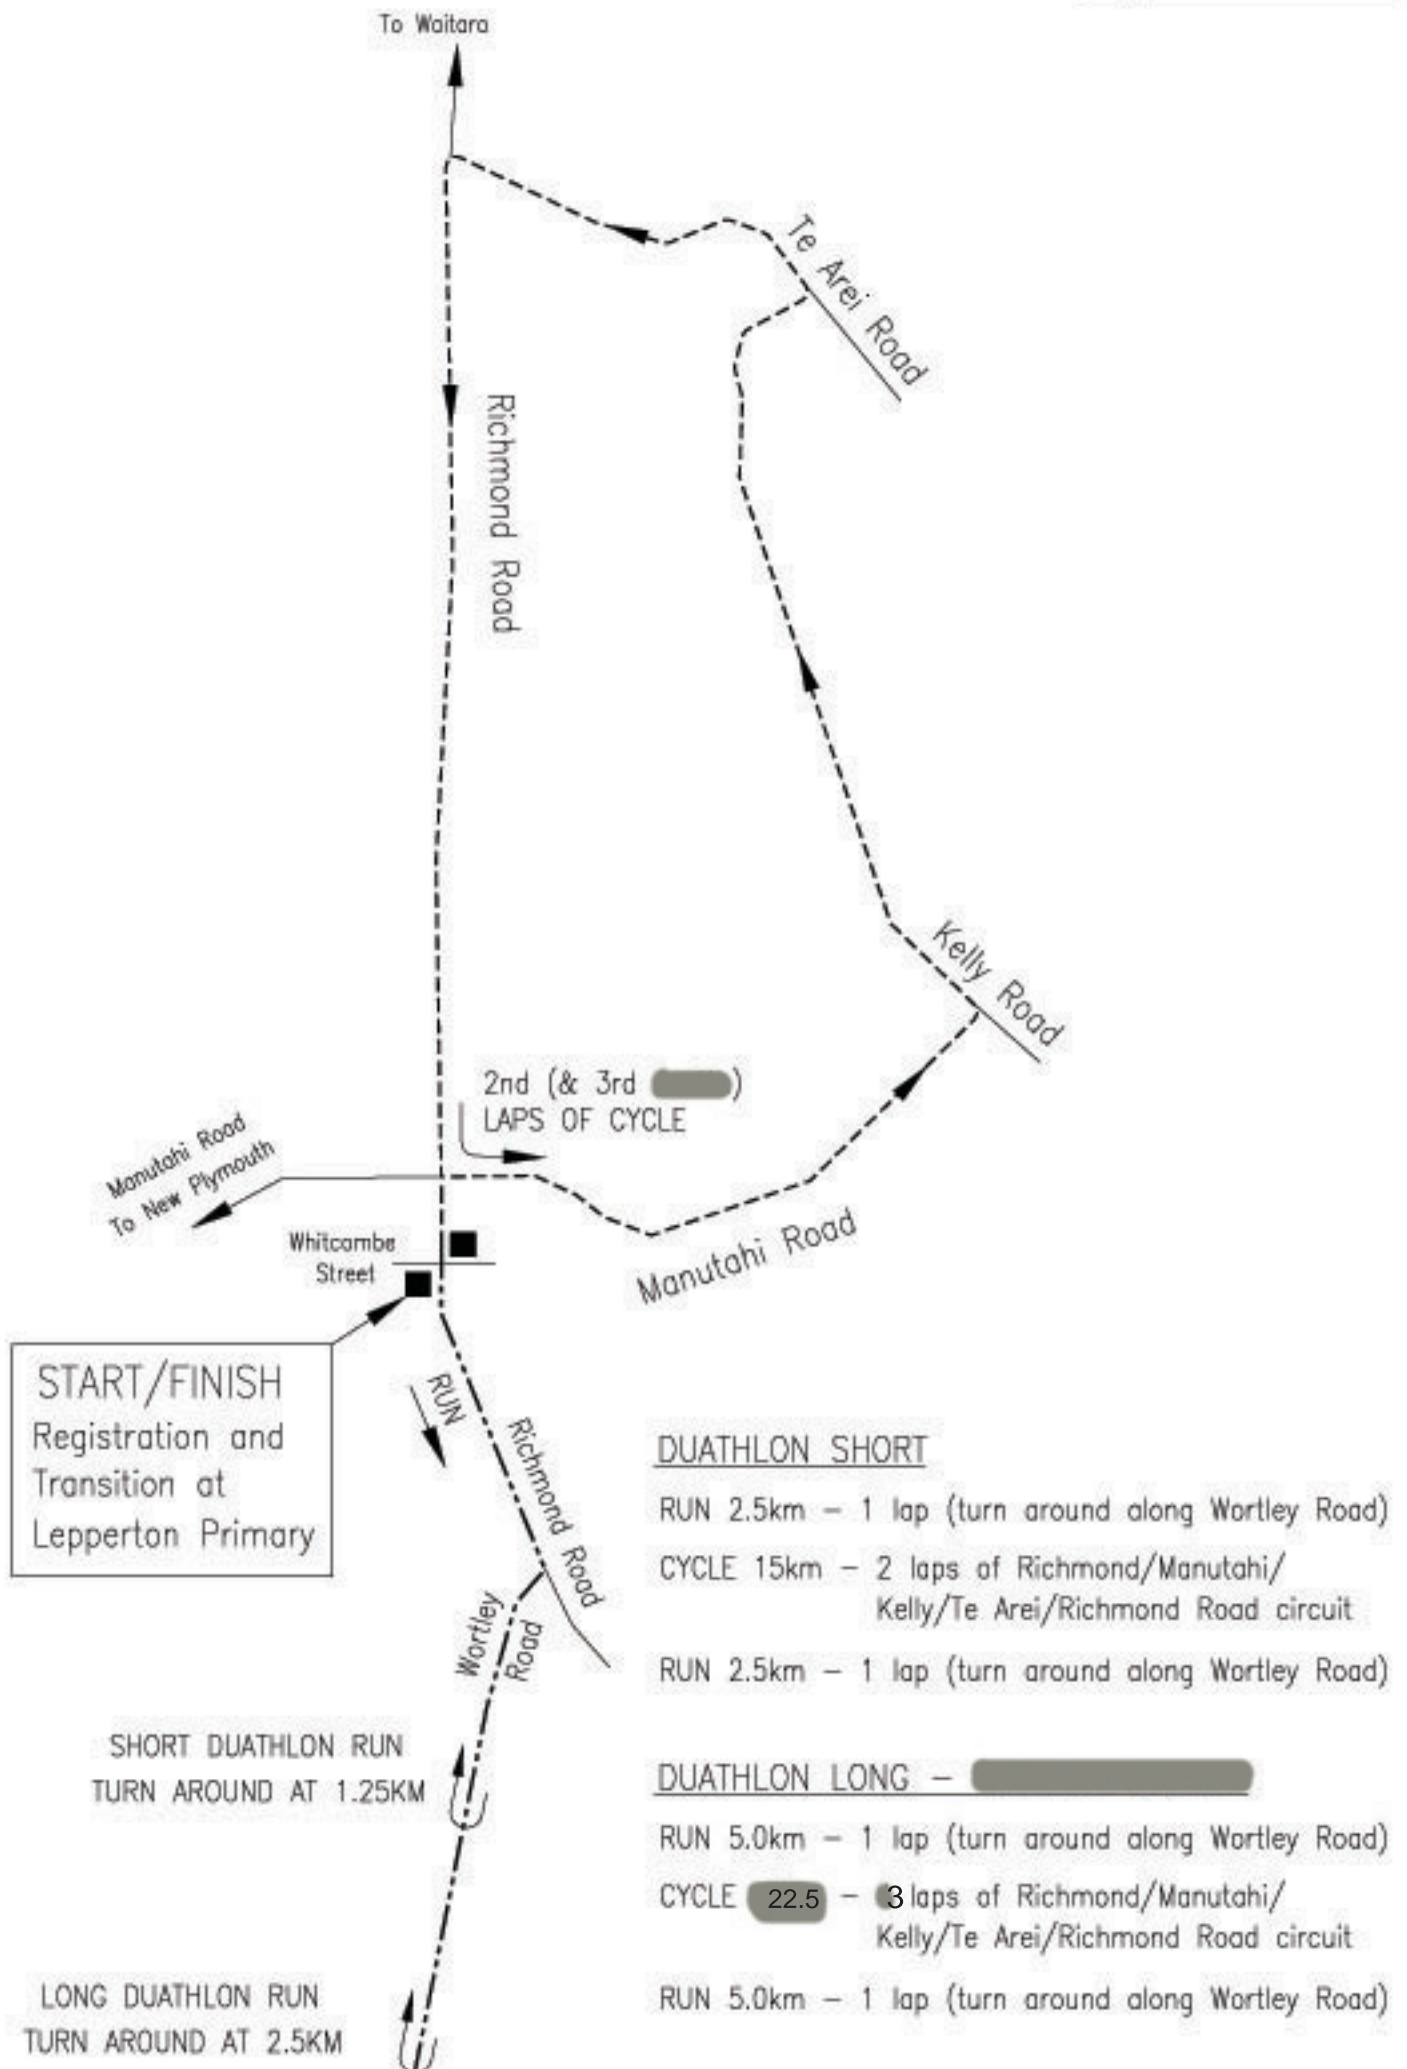 To Waitara
Te Arei Road
Richmond Road
Kelly Road
2nd (& 3rd )
LAPS OF CYCLE
Manutahi Road
To New Plymouth
Whitcombe
Street
Manutahi Road
START/FINISH
Registration and
Transition at
Lepperton Primary
RUN
Richmond Road
Wortley
Road
DUATHLON SHORT
RUN 2.5km – 1 lap (turn around along Wortley Road)
CYCLE 15km – 2 laps of Richmond/Manutahi/
Kelly/Te Arei/Richmond Road circuit
RUN 2.5km – 1 lap (turn around along Wortley Road)
SHORT DUATHLON RUN
TURN AROUND AT 1.25KM
DUATHLON LONG –
RUN 5.0km – 1 lap (turn around along Wortley Road)
CYCLE 22.5 – 3 laps of Richmond/Manutahi/
Kelly/Te Arei/Richmond Road circuit
RUN 5.0km – 1 lap (turn around along Wortley Road)
LONG DUATHLON RUN
TURN AROUND AT 2.5KM